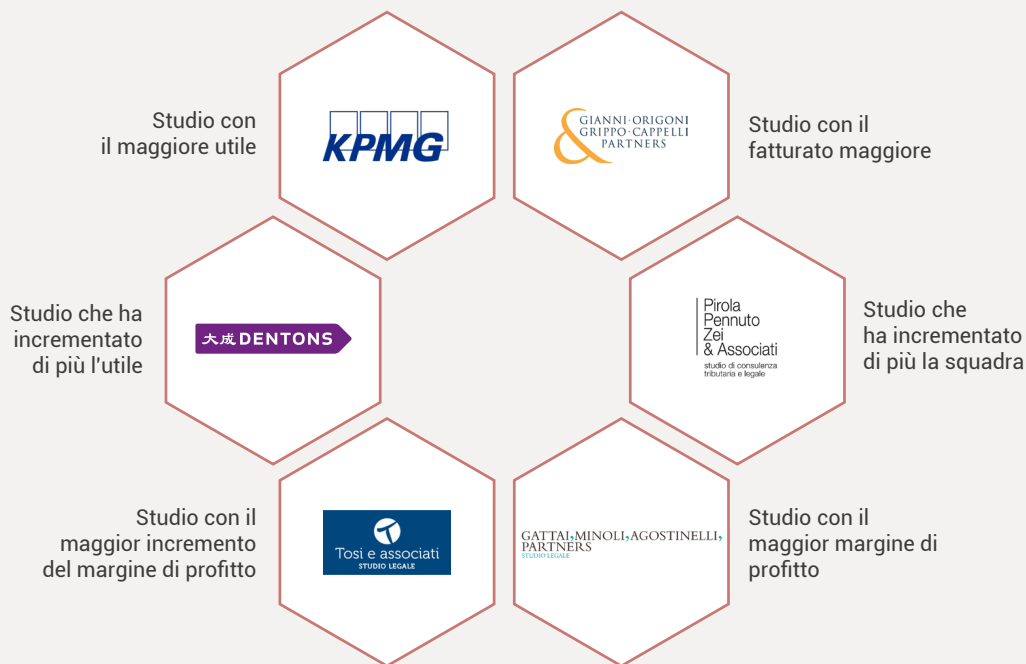 Studio con
il maggiore utile
KPMG
GIANNI·ORIGONI
GRIPPO·CAPPELLI
PARTNERS
&
Studio con il
fatturato maggiore
Studio che ha
incrementato
di più l'utile
大成 DENTONS
Pirola
Pennuto
Zei
& Associati
studio di consulenza
tributaria e legale
Studio che
ha incrementato
di più la squadra
Studio con il
maggior incremento
del margine di profitto
Tosi e associati
STUDIO LEGALE
GATTAI,MINOLI,AGOSTINELLI,
PARTNERS
STUDIO LEGALE
Studio con il
maggior margine di
profitto